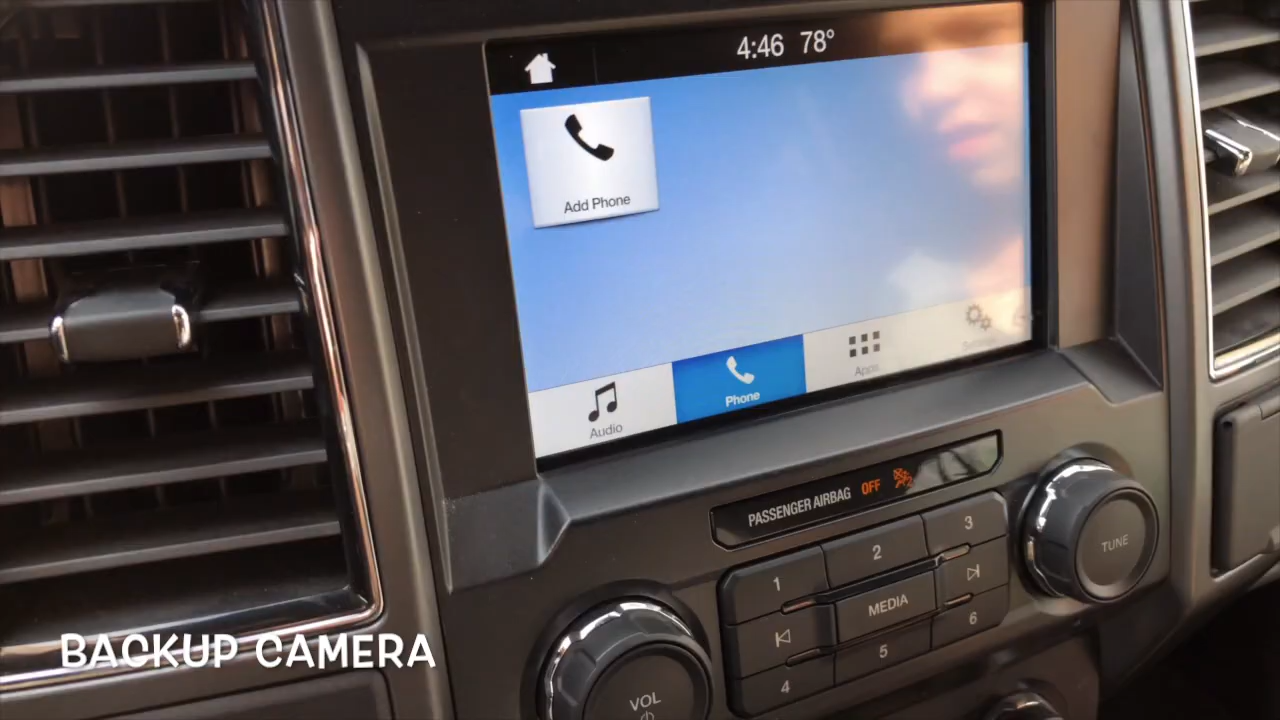 4:46 78°
Add Phone
Audio
Phone
Apps
PASSENGER AIRBAG OFF
1
2
3
MEDIA
4
5
6
TUNE
VOL
BACKUP CAMERA